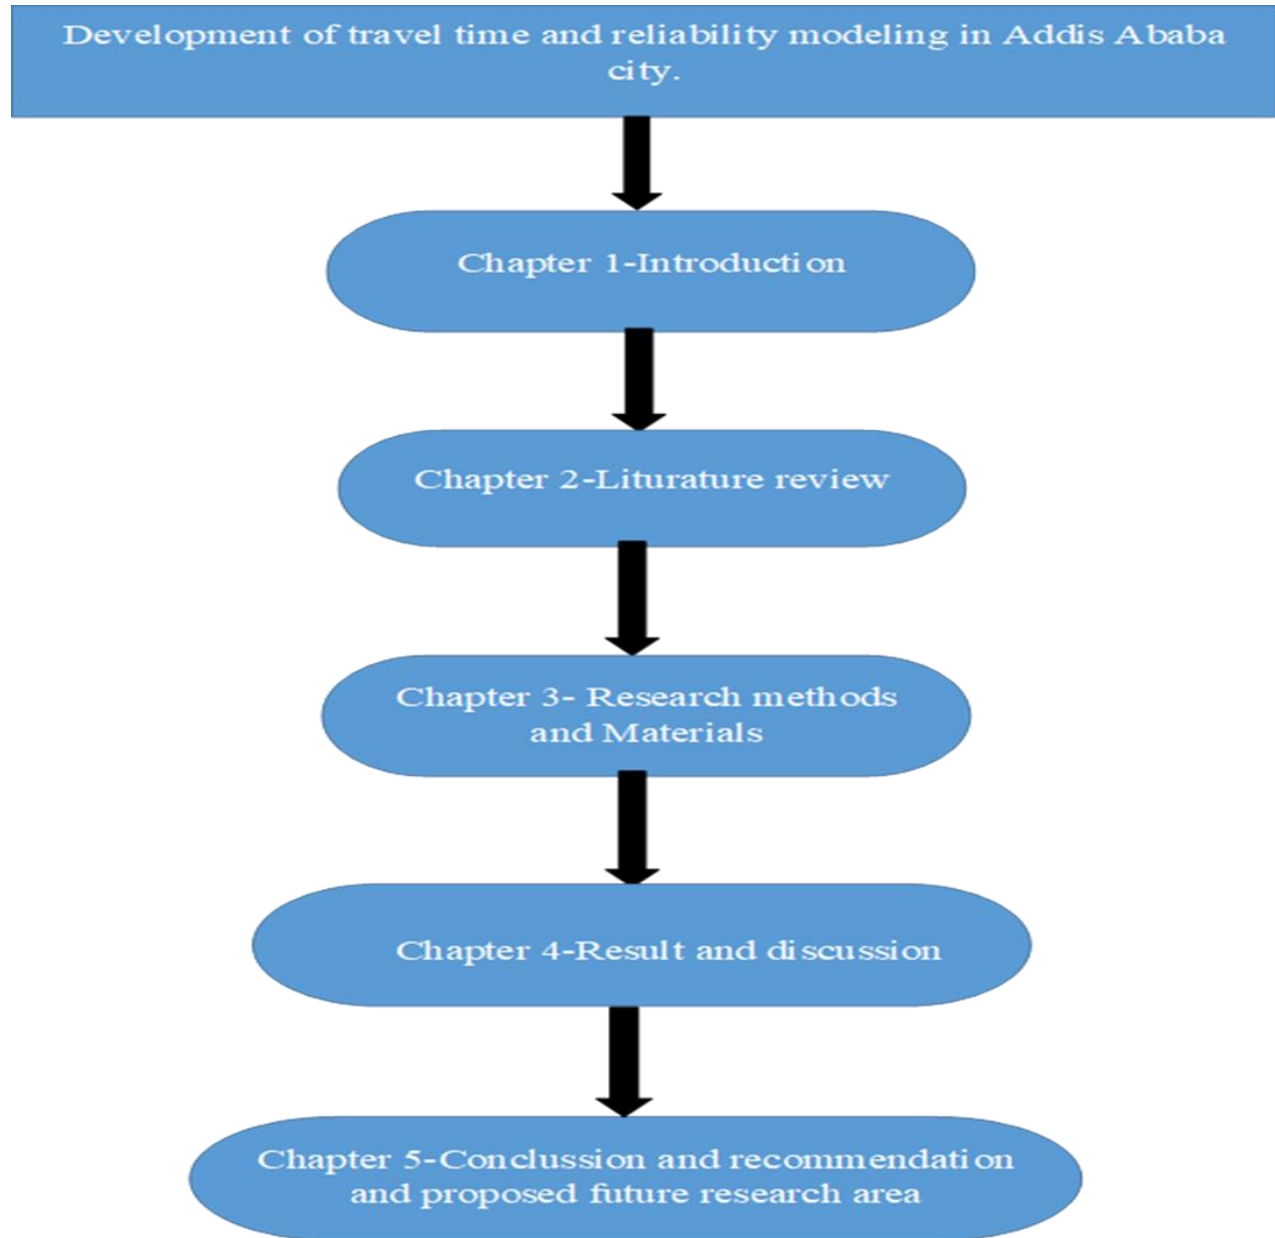 Development of travel time and reliability modeling in Addis Ababa
city.
Chapter 1-Introduction
Chapter 2-Liturature review
Chapter 3- Research methods
and Materials
Chapter 4-Result and discussion
Chapter 5-Conclussion and recommendation
and proposed future research area